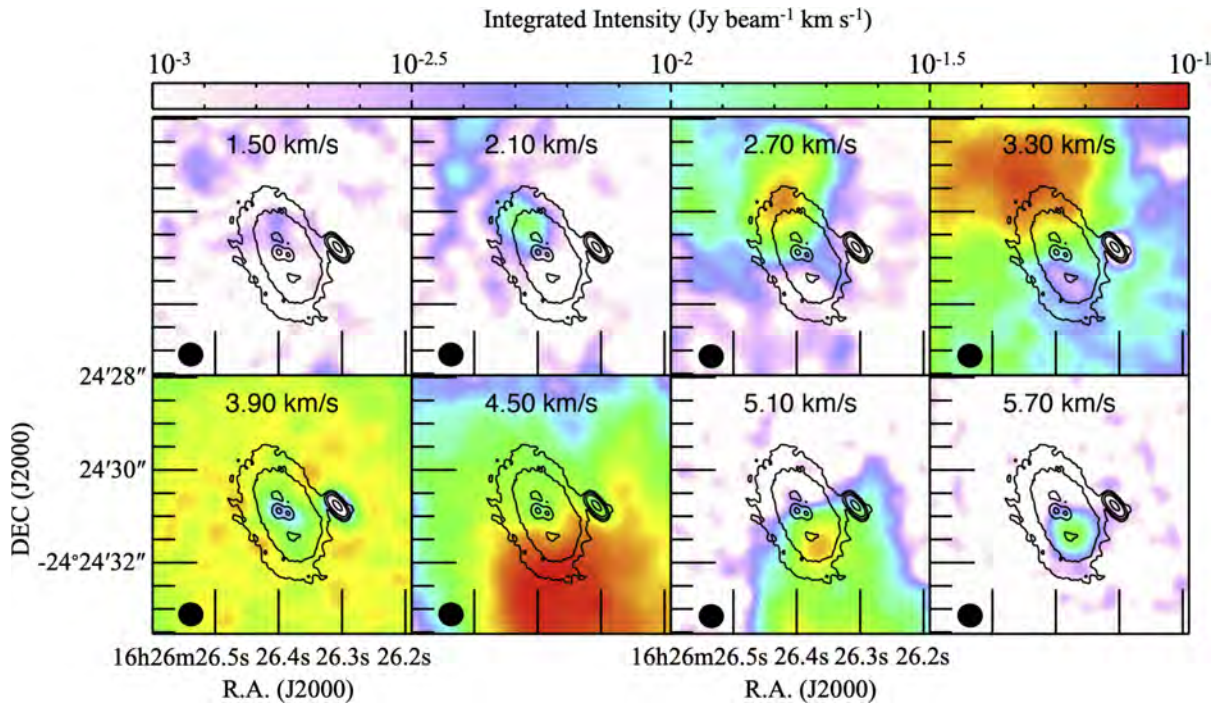 Integrated Intensity (Jy beam⁻¹ km s⁻¹)
10⁻³ 10⁻²·⁵ 10⁻² 10⁻¹·⁵ 10⁻¹
1.50 km/s 2.10 km/s 2.70 km/s 3.30 km/s
3.90 km/s 4.50 km/s 5.10 km/s 5.70 km/s
24′28″
24′30″
-24°24′32″
DEC (J2000)
16h26m26.5s 26.4s 26.3s 26.2s 16h26m26.5s 26.4s 26.3s 26.2s
R.A. (J2000) R.A. (J2000)